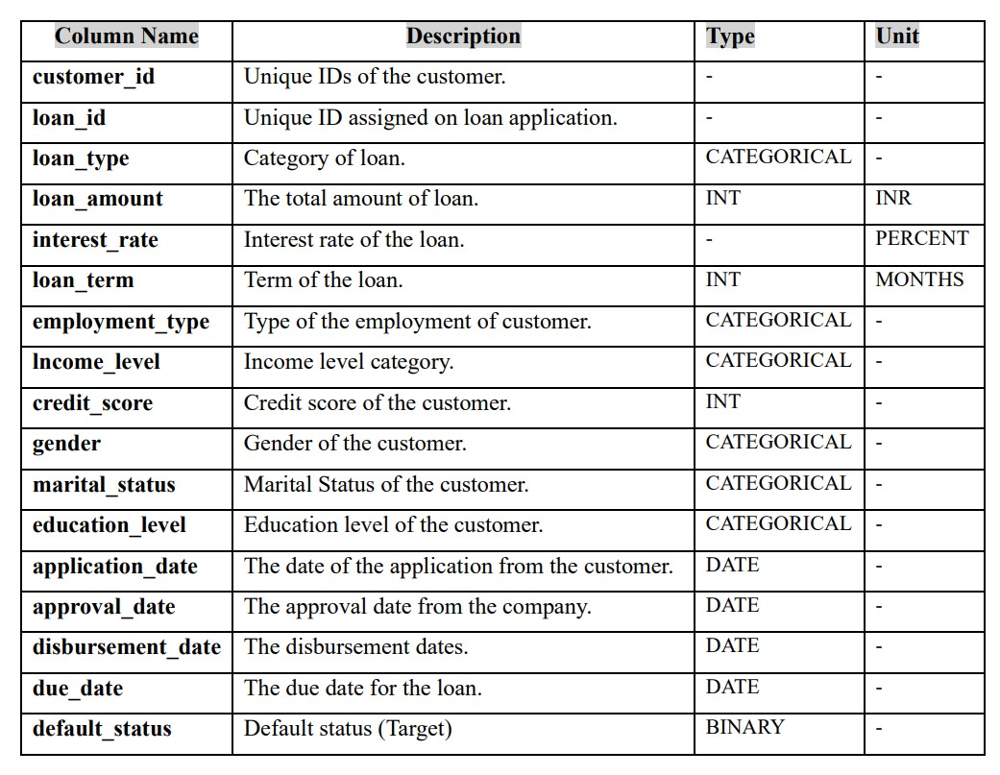 Column Name Description Type Unit
customer_id Unique IDs of the customer. - -
loan_id Unique ID assigned on loan application. - -
loan_type Category of loan. CATEGORICAL -
loan_amount The total amount of loan. INT INR
interest_rate Interest rate of the loan. - PERCENT
loan_term Term of the loan. INT MONTHS
employment_type Type of the employment of customer. CATEGORICAL -
Income_level Income level category. CATEGORICAL -
credit_score Credit score of the customer. INT -
gender Gender of the customer. CATEGORICAL -
marital_status Marital Status of the customer. CATEGORICAL -
education_level Education level of the customer. CATEGORICAL -
application_date The date of the application from the customer. DATE -
approval_date The approval date from the company. DATE -
disbursement_date The disbursement dates. DATE -
due_date The due date for the loan. DATE -
default_status Default status (Target) BINARY -